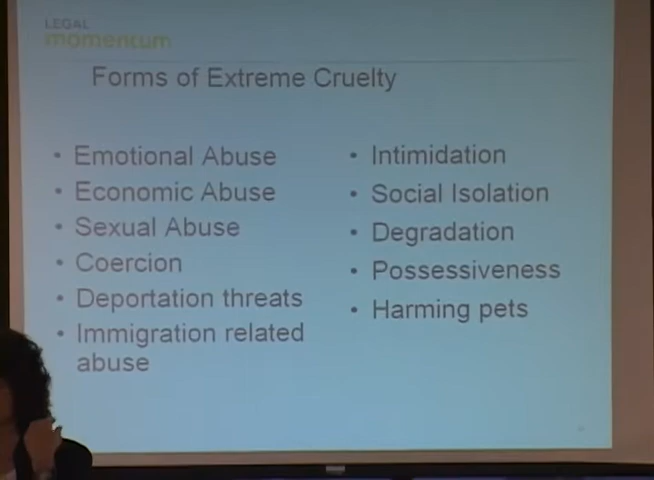 LEGAL
momentum
Forms of Extreme Cruelty
• Emotional Abuse
• Economic Abuse
• Sexual Abuse
• Coercion
• Deportation threats
• Immigration related
abuse
• Intimidation
• Social Isolation
• Degradation
• Possessiveness
• Harming pets